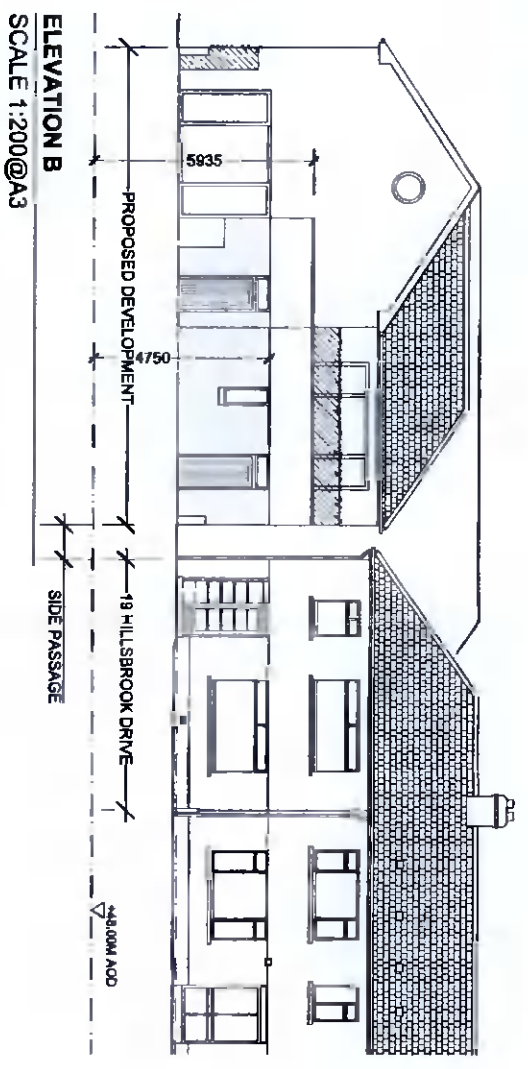 5935
PROPOSED DEVELOPMENT
4750
19 HILLSBROOK DRIVE
SIDE PASSAGE
+48.00M AOD
ELEVATION B
SCALE 1:200@A3